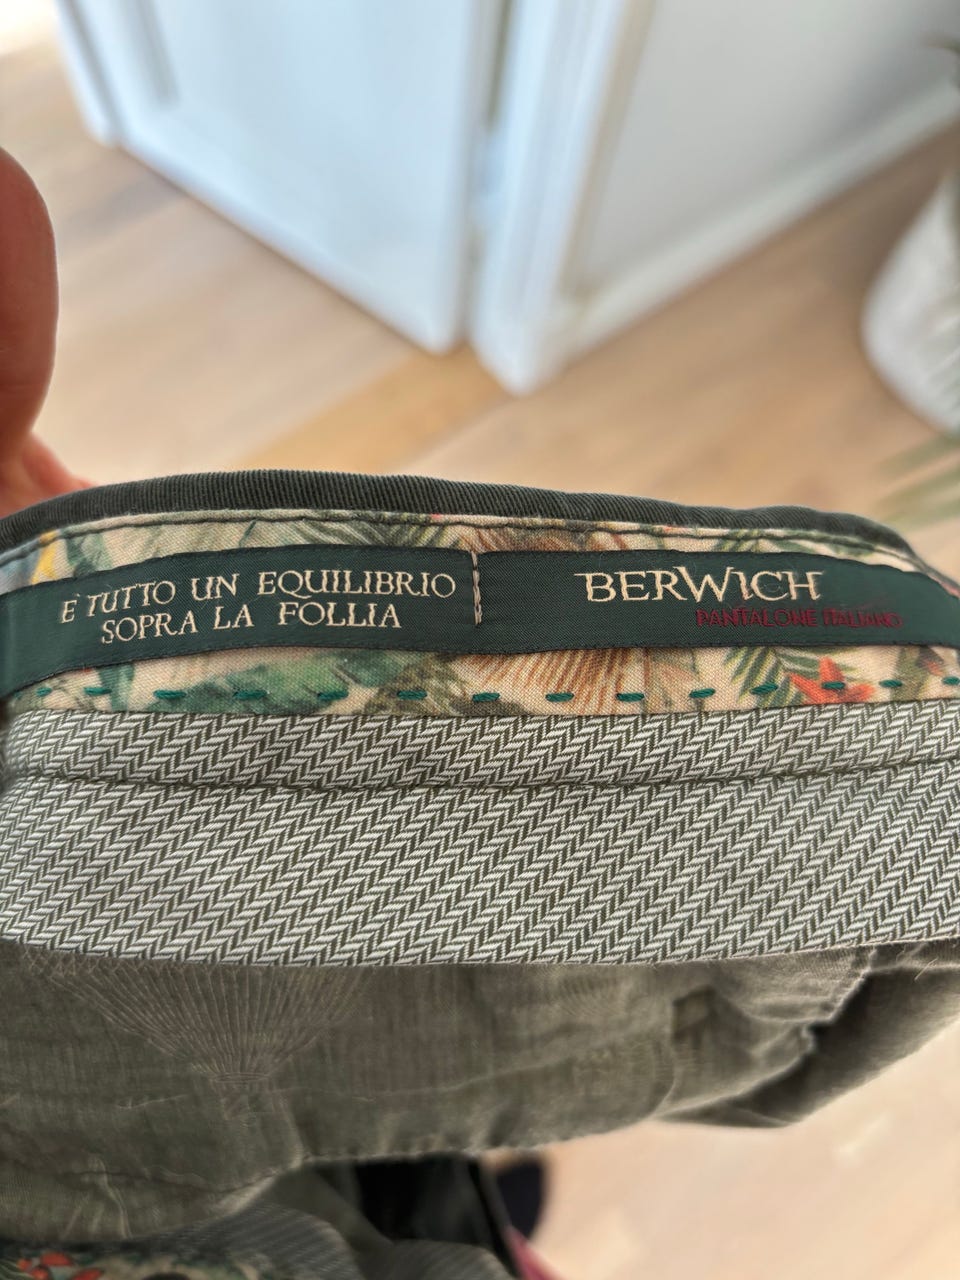 E' TUTTO UN EQUILIBRIO
SOPRA LA FOLLIA
BERWICH
PANTALONE ITALIANO